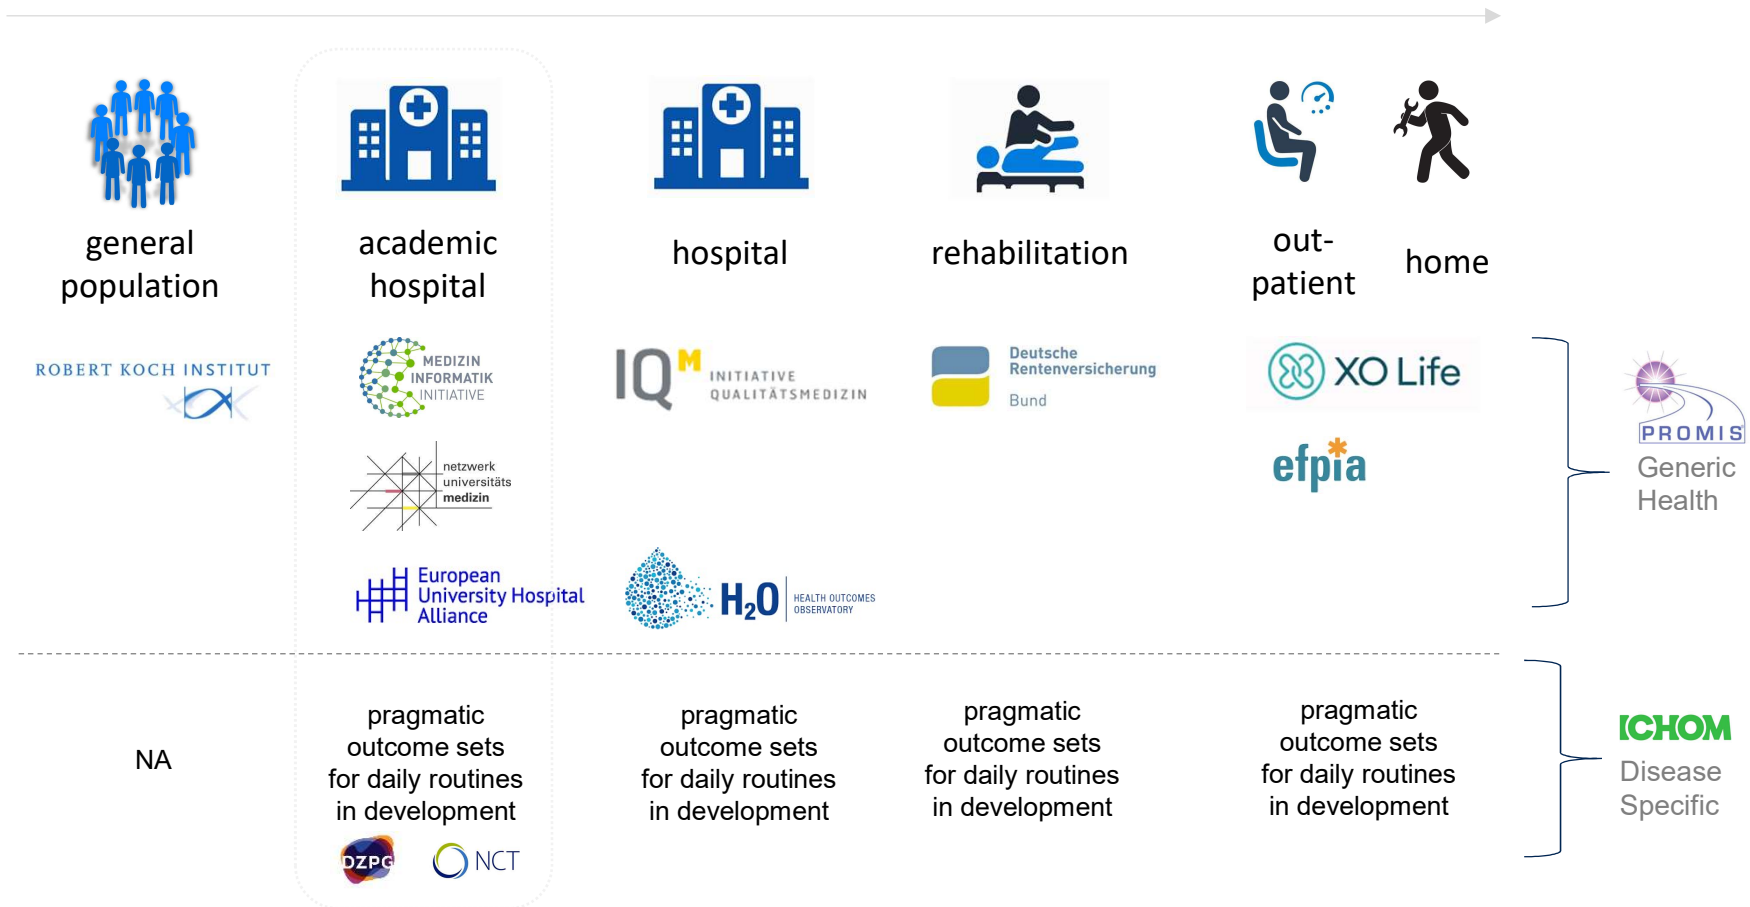 general
population
academic
hospital
hospital
rehabilitation
out-
patient
home
ROBERT KOCH INSTITUT
MEDIZIN
INFORMATIK
INITIATIVE
IQM
INITIATIVE
QUALITÄTSMEDIZIN
Deutsche
Rentenversicherung
Bund
XO Life
PROMIS
Generic
Health
netzwerk
universitäts
medizin
efpia
European
University Hospital
Alliance
H₂O
HEALTH OUTCOMES
OBSERVATORY
NA
pragmatic
outcome sets
for daily routines
in development
DZPG
NCT
pragmatic
outcome sets
for daily routines
in development
pragmatic
outcome sets
for daily routines
in development
pragmatic
outcome sets
for daily routines
in development
ICHOM
Disease
Specific